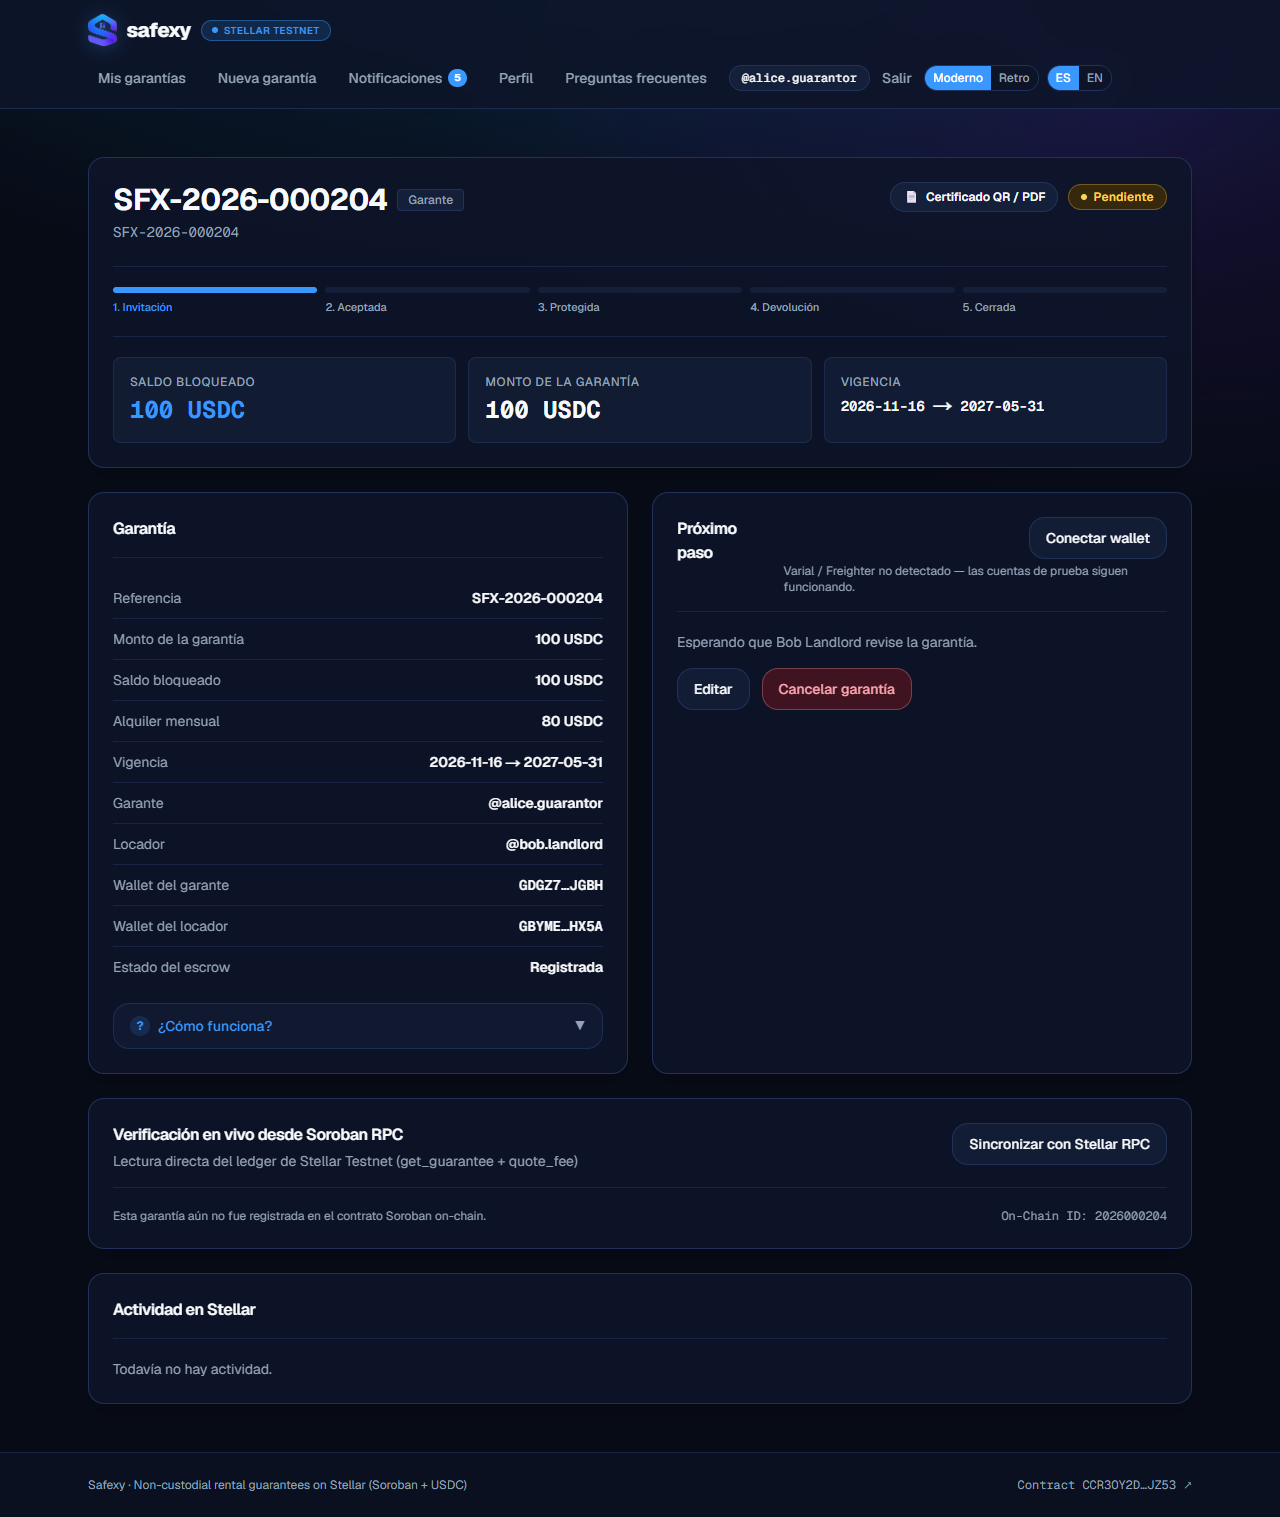 safexy
STELLAR TESTNET
Mis garantías
Nueva garantía
Notificaciones 5
Perfil
Preguntas frecuentes
@alice.guarantor
Salir
Moderno
Retro
ES
EN
SFX-2026-000204
Garante
SFX-2026-000204
Certificado QR / PDF
Pendiente
1. Invitación
2. Aceptada
3. Protegida
4. Devolución
5. Cerrada
SALDO BLOQUEADO
100 USDC
MONTO DE LA GARANTÍA
100 USDC
VIGENCIA
2026-11-16 → 2027-05-31
Garantía
Referencia SFX-2026-000204
Monto de la garantía 100 USDC
Saldo bloqueado 100 USDC
Alquiler mensual 80 USDC
Vigencia 2026-11-16 → 2027-05-31
Garante @alice.guarantor
Locador @bob.landlord
Wallet del garante GDGZ7…JGBH
Wallet del locador GBYME…HX5A
Estado del escrow Registrada
? ¿Cómo funciona? ▼
Próximo
paso
Conectar wallet
Varial / Freighter no detectado — las cuentas de prueba siguen
funcionando.
Esperando que Bob Landlord revise la garantía.
Editar
Cancelar garantía
Verificación en vivo desde Soroban RPC
Lectura directa del ledger de Stellar Testnet (get_guarantee + quote_fee)
Sincronizar con Stellar RPC
Esta garantía aún no fue registrada en el contrato Soroban on-chain.
On-Chain ID: 2026000204
Actividad en Stellar
Todavía no hay actividad.
Safexy · Non-custodial rental guarantees on Stellar (Soroban + USDC)
Contract CCR3OY2D…JZ53 ↗